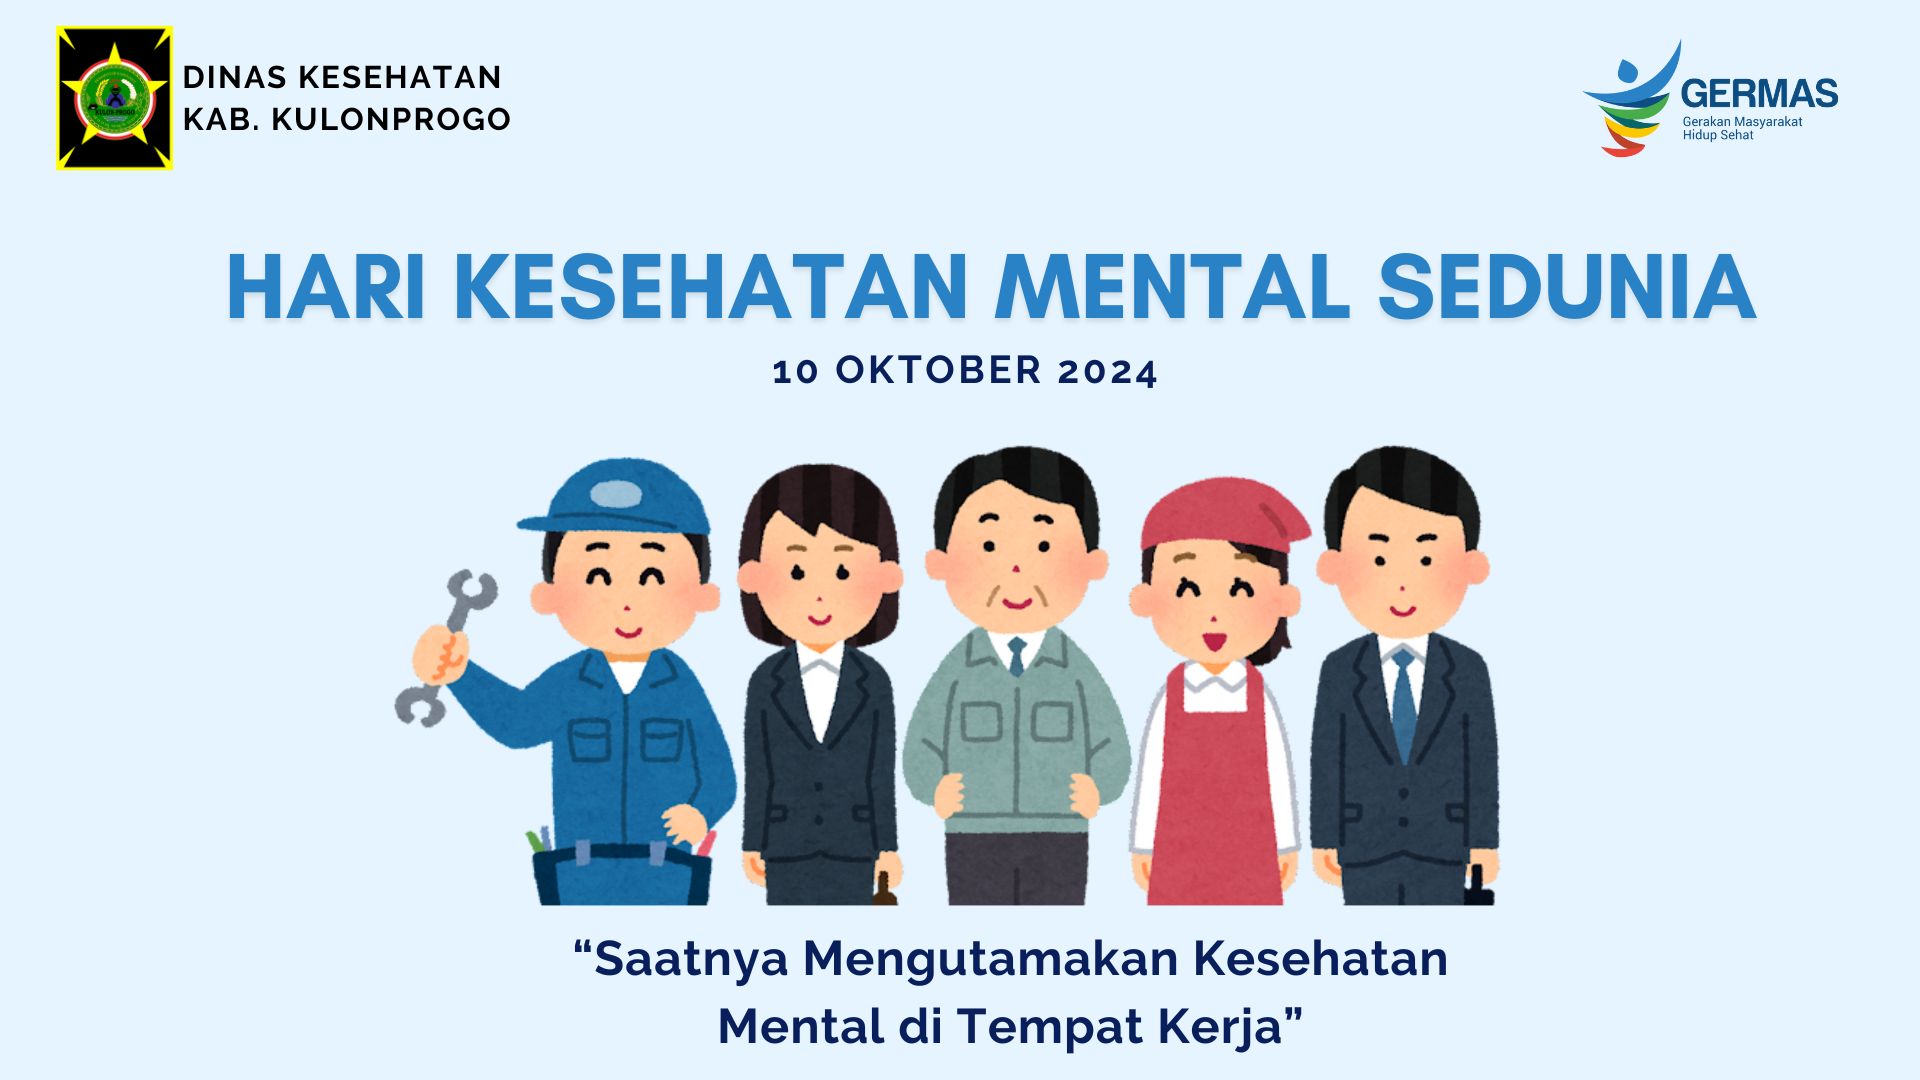 DINAS KESEHATAN
KAB. KULONPROGO
GERMAS
Gerakan Masyarakat
Hidup Sehat
HARI KESEHATAN MENTAL SEDUNIA
10 OKTOBER 2024
“Saatnya Mengutamakan Kesehatan
Mental di Tempat Kerja”